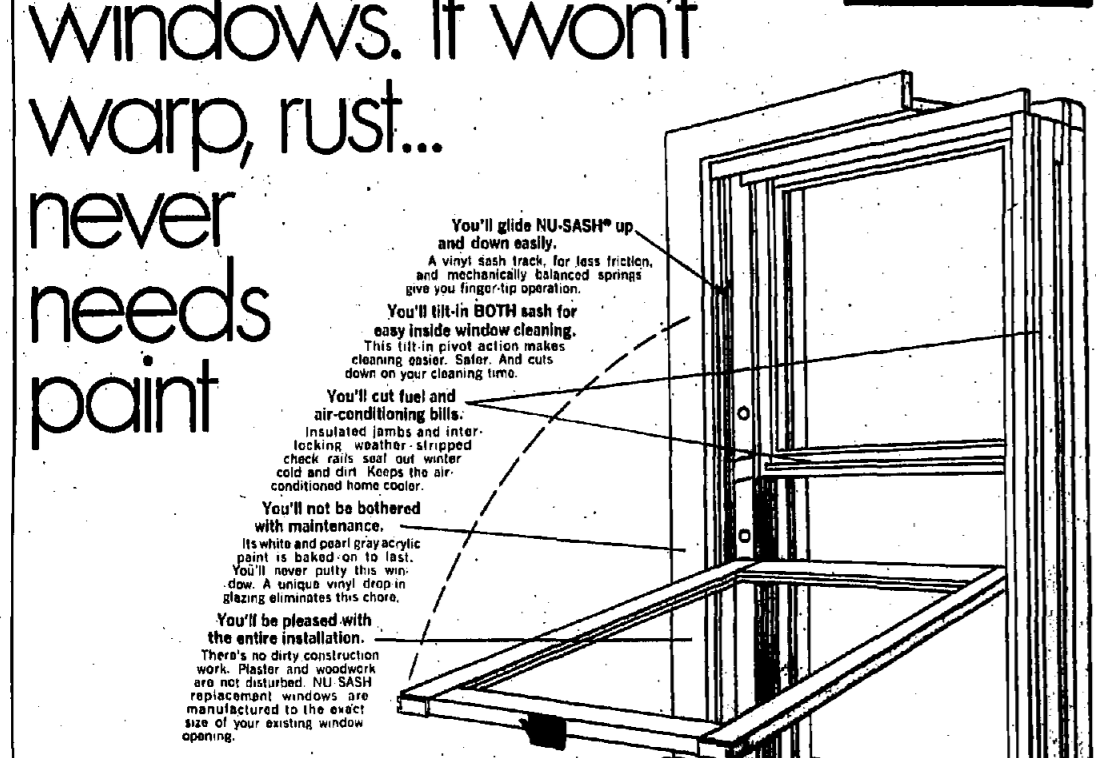 windows. It won't
warp, rust...
never
needs
paint
You'll glide NU-SASH® up
and down easily.
A vinyl sash track, for less friction,
and mechanically balanced springs
give you finger-tip operation.
You'll tilt-in BOTH sash for
easy inside window cleaning.
This tilt-in pivot action makes
cleaning easier. Safer. And cuts
down on your cleaning time.
You'll cut fuel and
air-conditioning bills.
Insulated jambs and inter-
locking weather-stripped
check rails seal out winter
cold and dirt. Keeps the air-
conditioned home cooler.
You'll not be bothered
with maintenance.
Its white and pearl gray acrylic
paint is baked-on to last.
You'll never putty this win-
dow. A unique vinyl drop-in
glazing eliminates this chore.
You'll be pleased with
the entire installation.
There's no dirty construction
work. Plaster and woodwork
are not disturbed. NU-SASH
replacement windows are
manufactured to the exact
size of your existing window
opening.